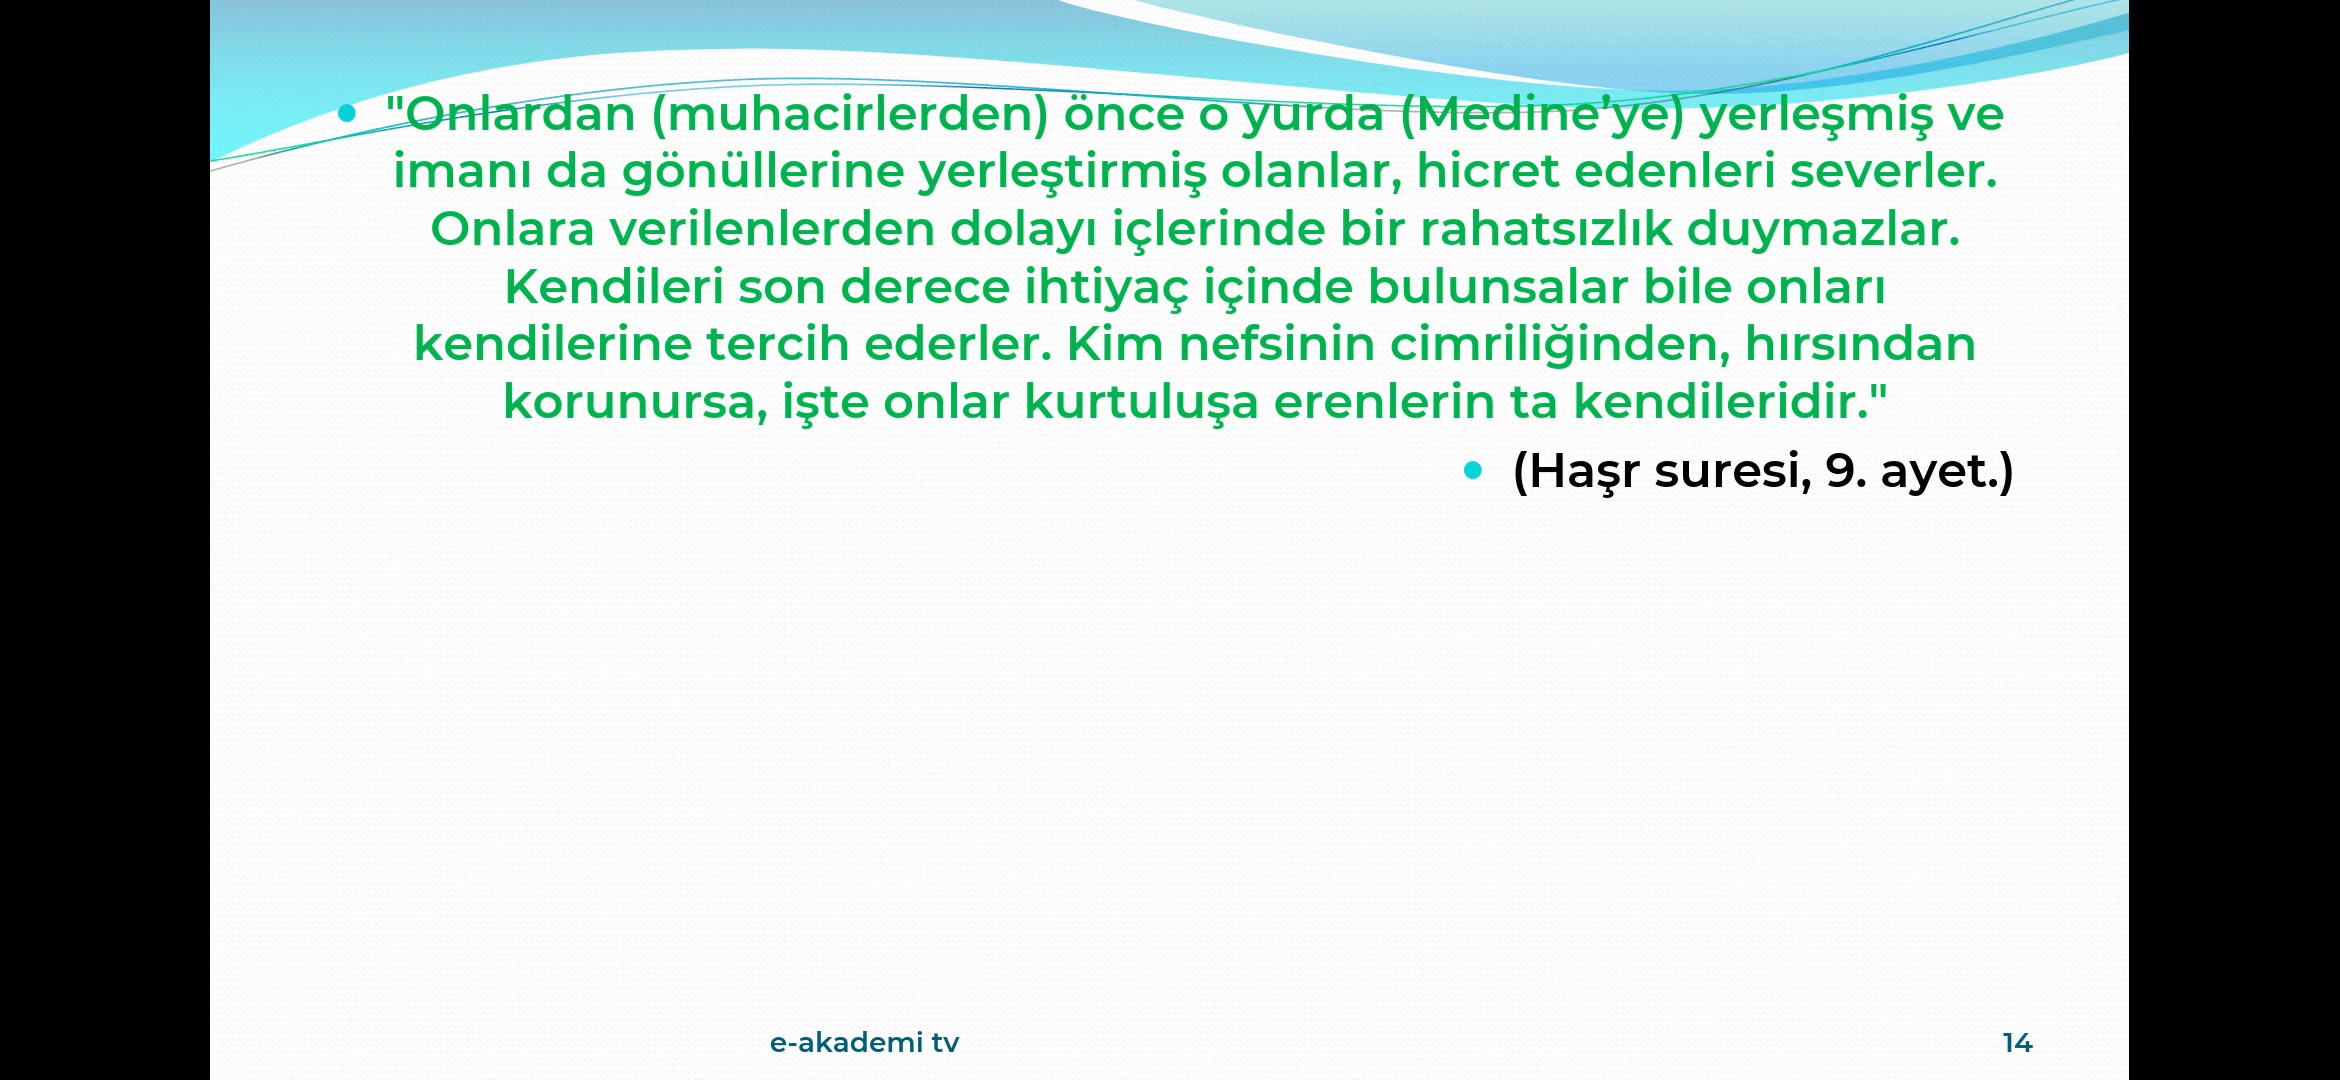 "Onlardan (muhacirlerden) önce o yurda (Medine’ye) yerleşmiş ve
imanı da gönüllerine yerleştirmiş olanlar, hicret edenleri severler.
Onlara verilenlerden dolayı içlerinde bir rahatsızlık duymazlar.
Kendileri son derece ihtiyaç içinde bulunsalar bile onları
kendilerine tercih ederler. Kim nefsinin cimriliğinden, hırsından
korunursa, işte onlar kurtuluşa erenlerin ta kendileridir."
(Haşr suresi, 9. ayet.)
e-akademi tv
14